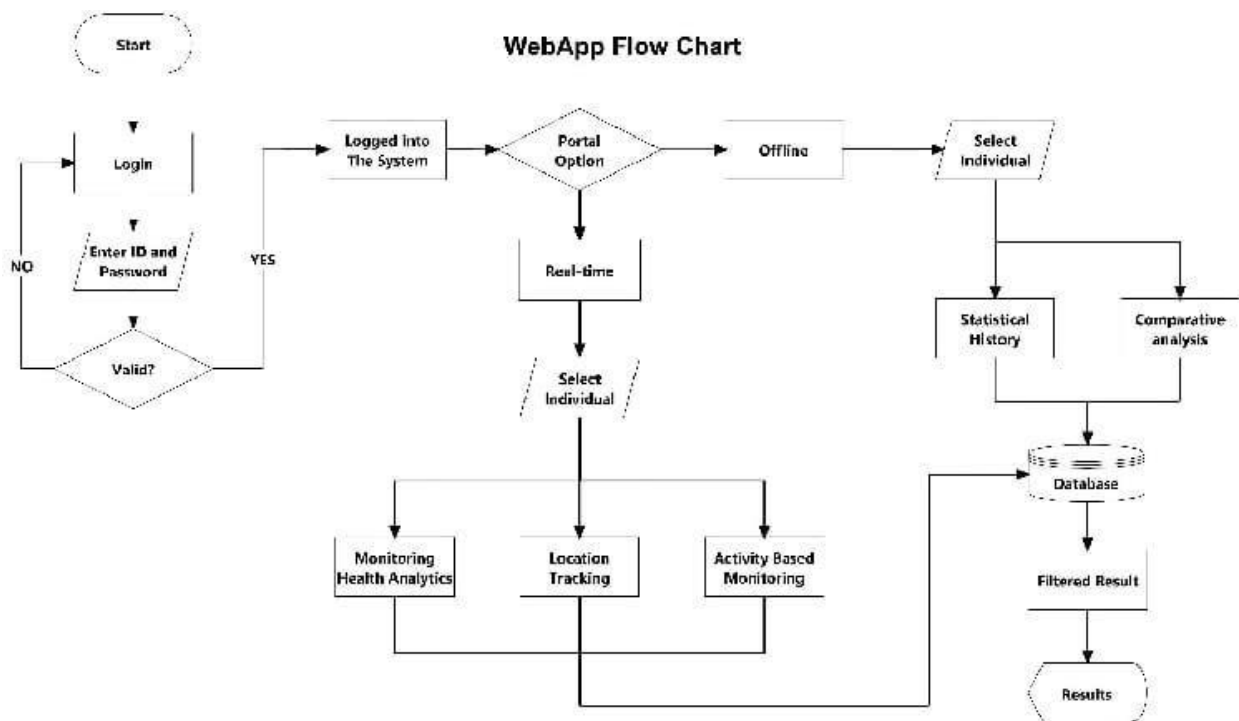 Start
WebApp Flow Chart
Login
Logged into
The System
Portal
Option
Offline
Select
Individual
Enter ID and
Password
NO
YES
Real-time
Valid?
Statistical
History
Comparative
analysis
Select
Individual
Database
Monitoring
Health Analytics
Location
Tracking
Activity Based
Monitoring
Filtered Result
Results